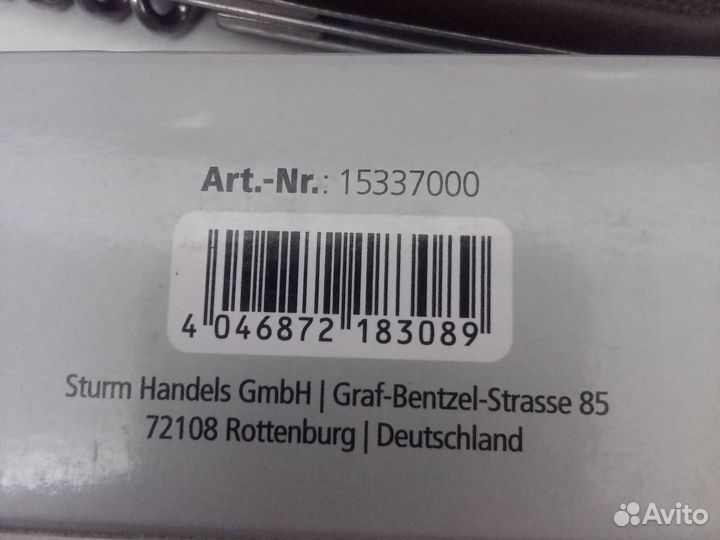 Art.-Nr.: 15337000
4 046872 183089
Sturm Handels GmbH | Graf-Bentzel-Strasse 85
72108 Rottenburg | Deutschland
Avito